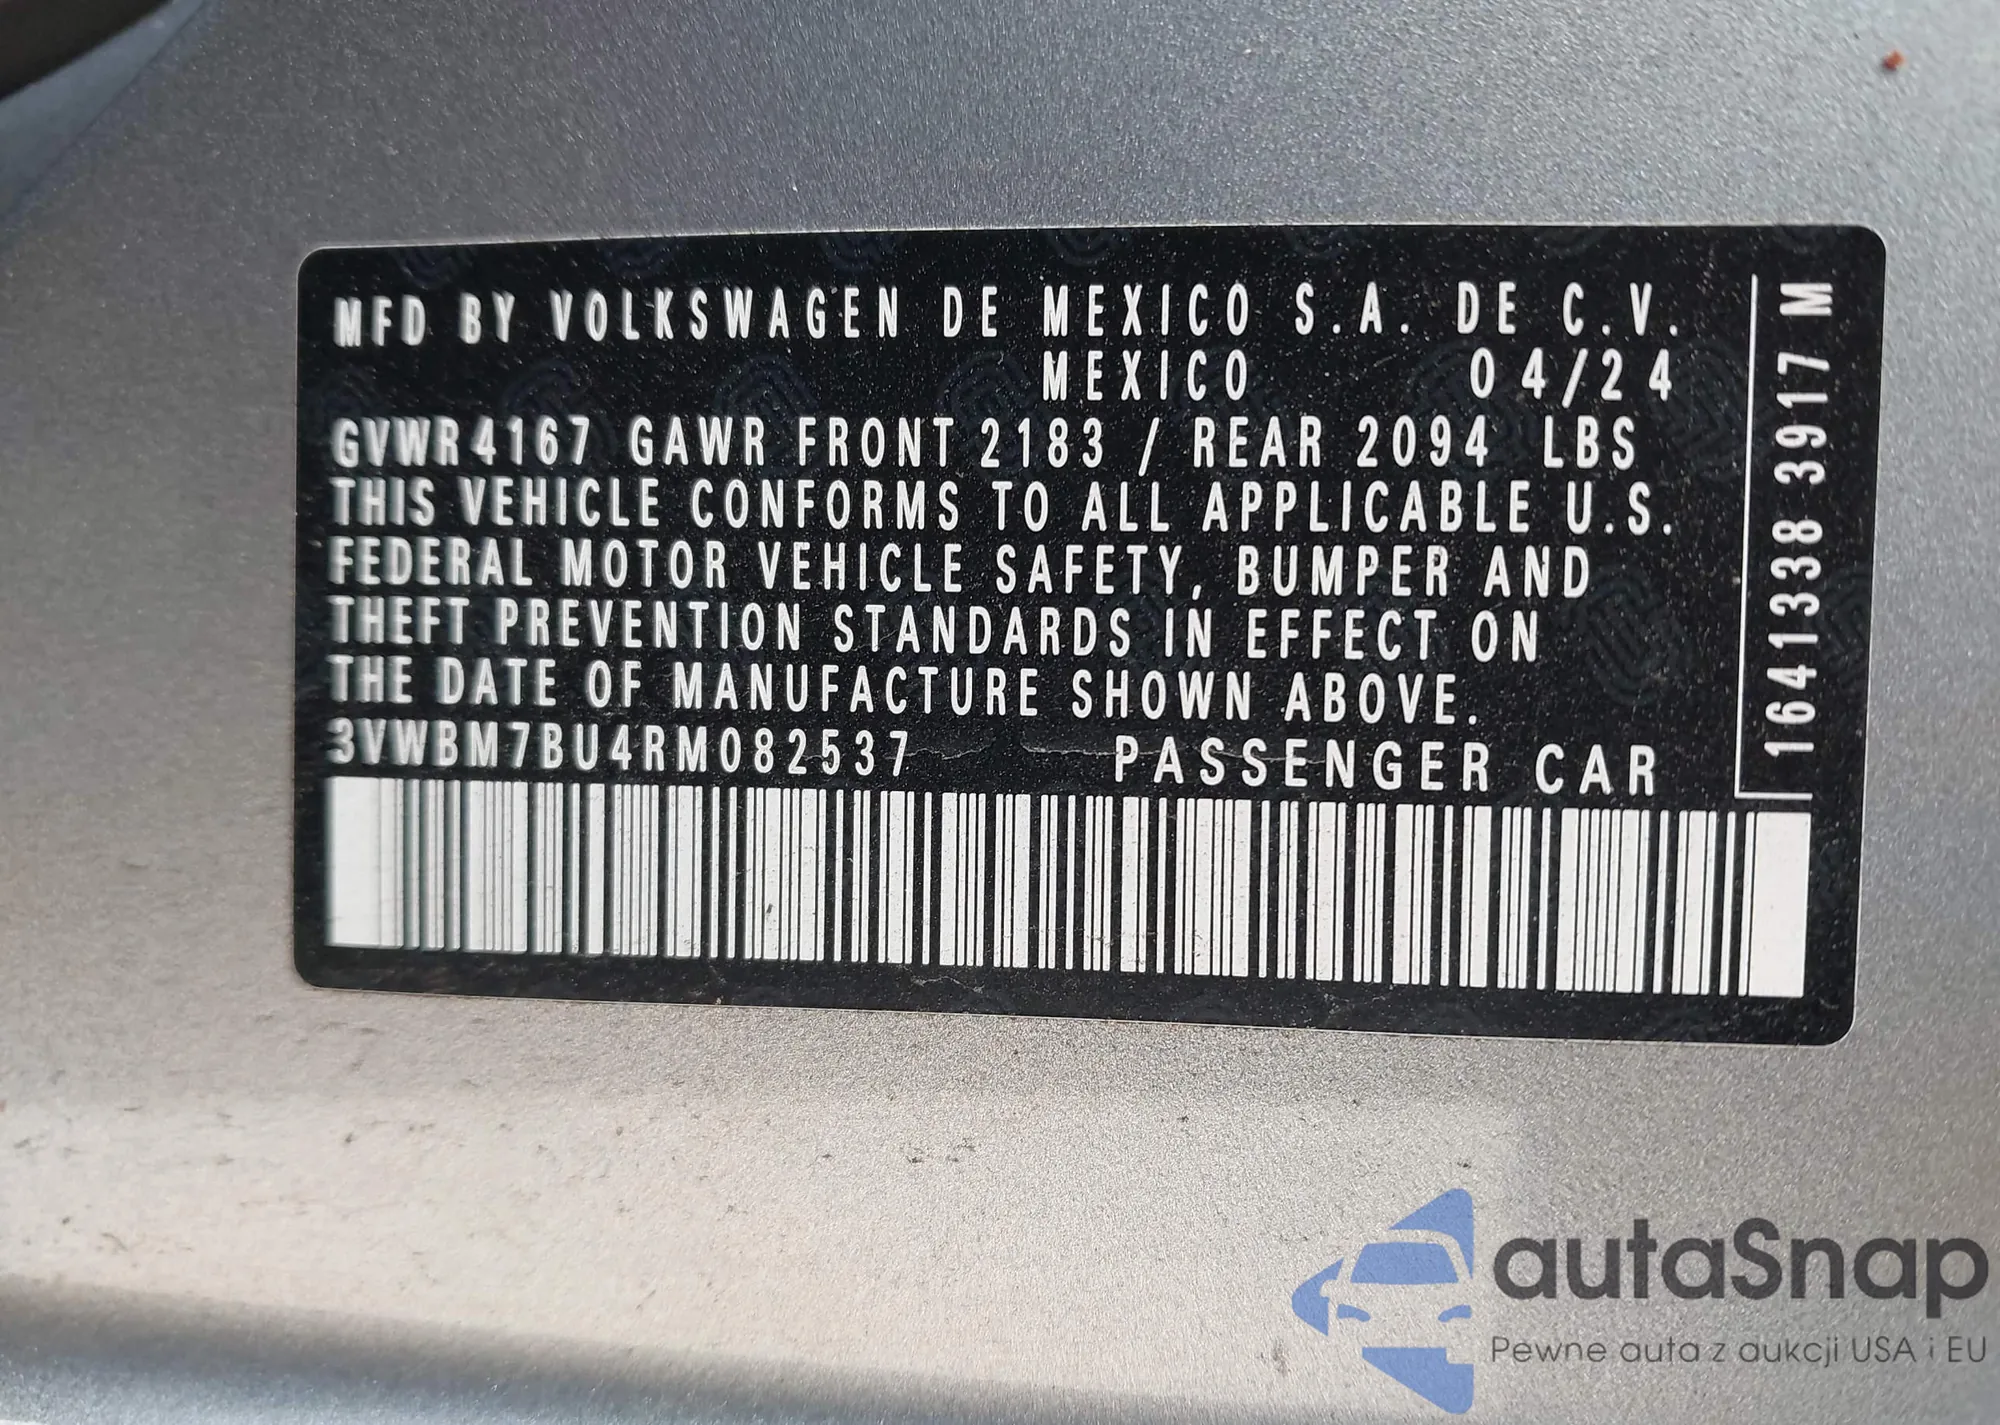 MFD BY VOLKSWAGEN DE MEXICO S.A. DE C.V.
MEXICO 04/24
GVWR 4167 GAWR FRONT 2183 / REAR 2094 LBS
THIS VEHICLE CONFORMS TO ALL APPLICABLE U.S.
FEDERAL MOTOR VEHICLE SAFETY, BUMPER AND
THEFT PREVENTION STANDARDS IN EFFECT ON
THE DATE OF MANUFACTURE SHOWN ABOVE.
3VWBM7BU4RM082537 PASSENGER CAR
1641338 3917 M
autaSnap
Pewne auta z aukcji USA i EU